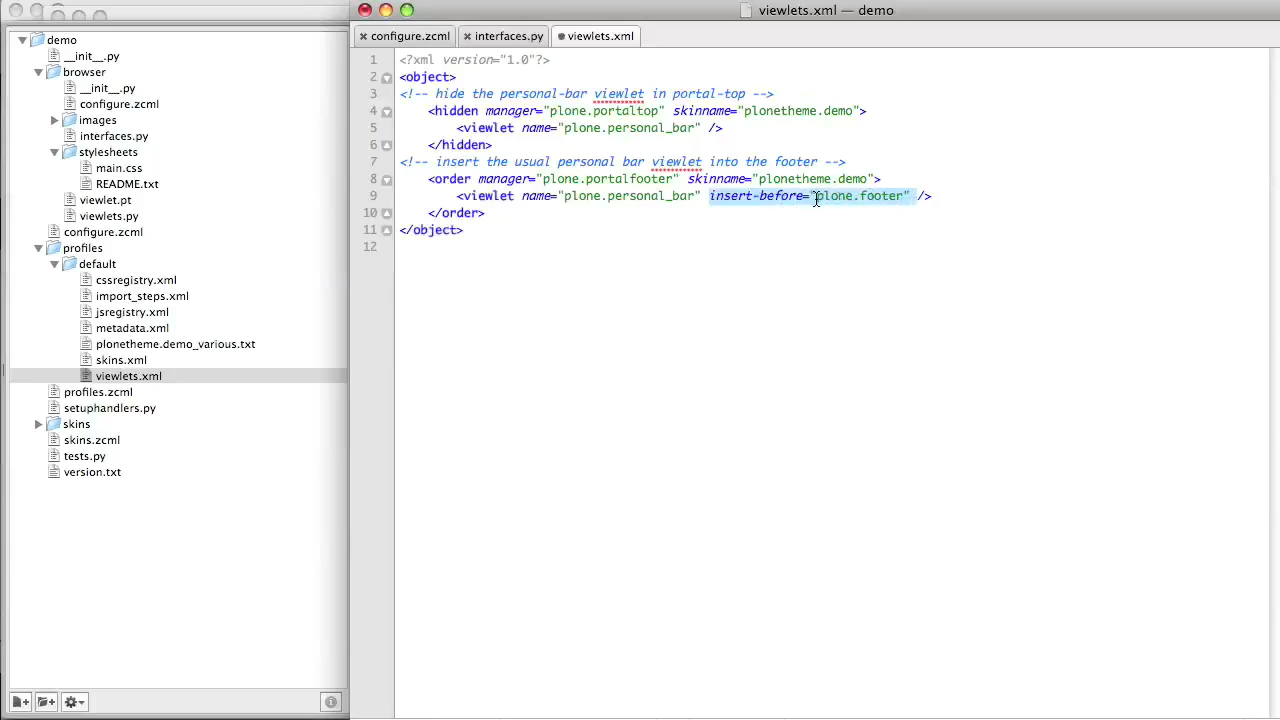 viewlets.xml — demo
demo
__init__.py
browser
__init__.py
configure.zcml
images
interfaces.py
stylesheets
main.css
README.txt
viewlet.pt
viewlets.py
configure.zcml
profiles
default
cssregistry.xml
import_steps.xml
jsregistry.xml
metadata.xml
plonetheme.demo_various.txt
skins.xml
viewlets.xml
profiles.zcml
setuphandlers.py
skins
skins.zcml
tests.py
version.txt
configure.zcml interfaces.py viewlets.xml
1 <?xml version="1.0"?>
2 <object>
3 <!-- hide the personal-bar viewlet in portal-top -->
4 <hidden manager="plone.portaltop" skinname="plonetheme.demo">
5 <viewlet name="plone.personal_bar" />
6 </hidden>
7 <!-- insert the usual personal bar viewlet into the footer -->
8 <order manager="plone.portalfooter" skinname="plonetheme.demo">
9 <viewlet name="plone.personal_bar" insert-before="plone.footer" />
10 </order>
11 </object>
12